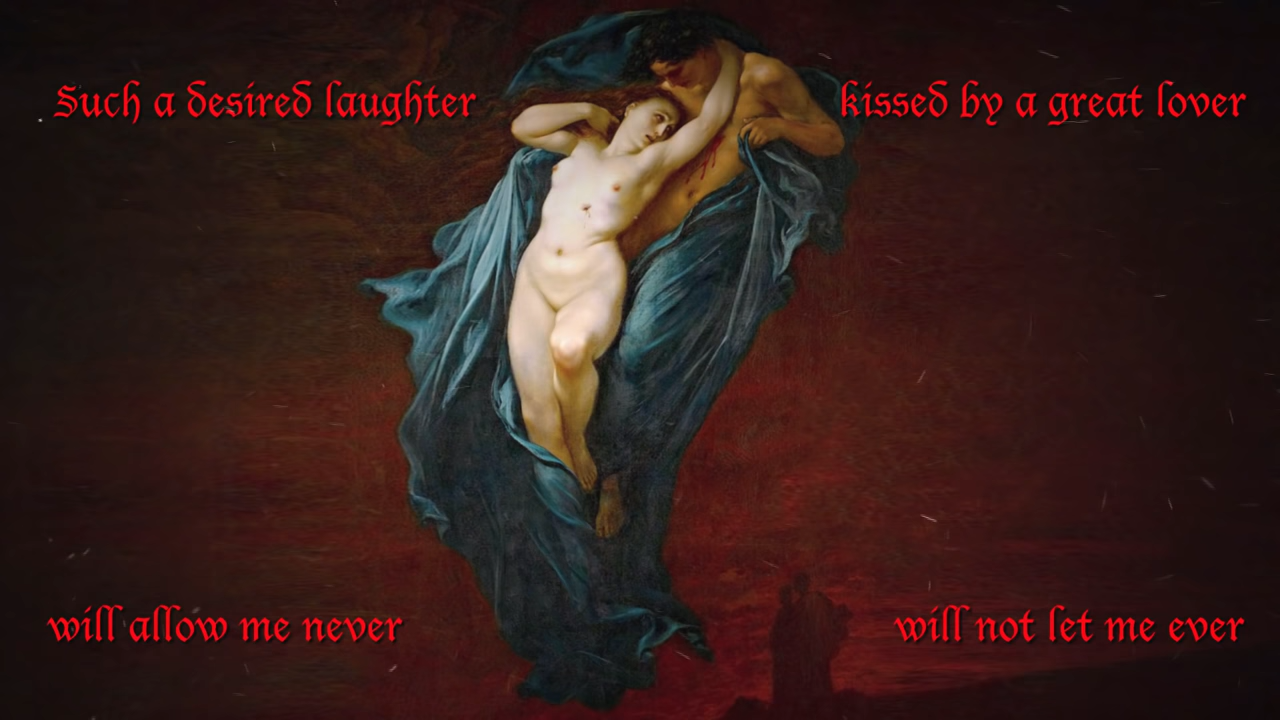 Such a desired laughter
kissed by a great lover
will allow me never
will not let me ever